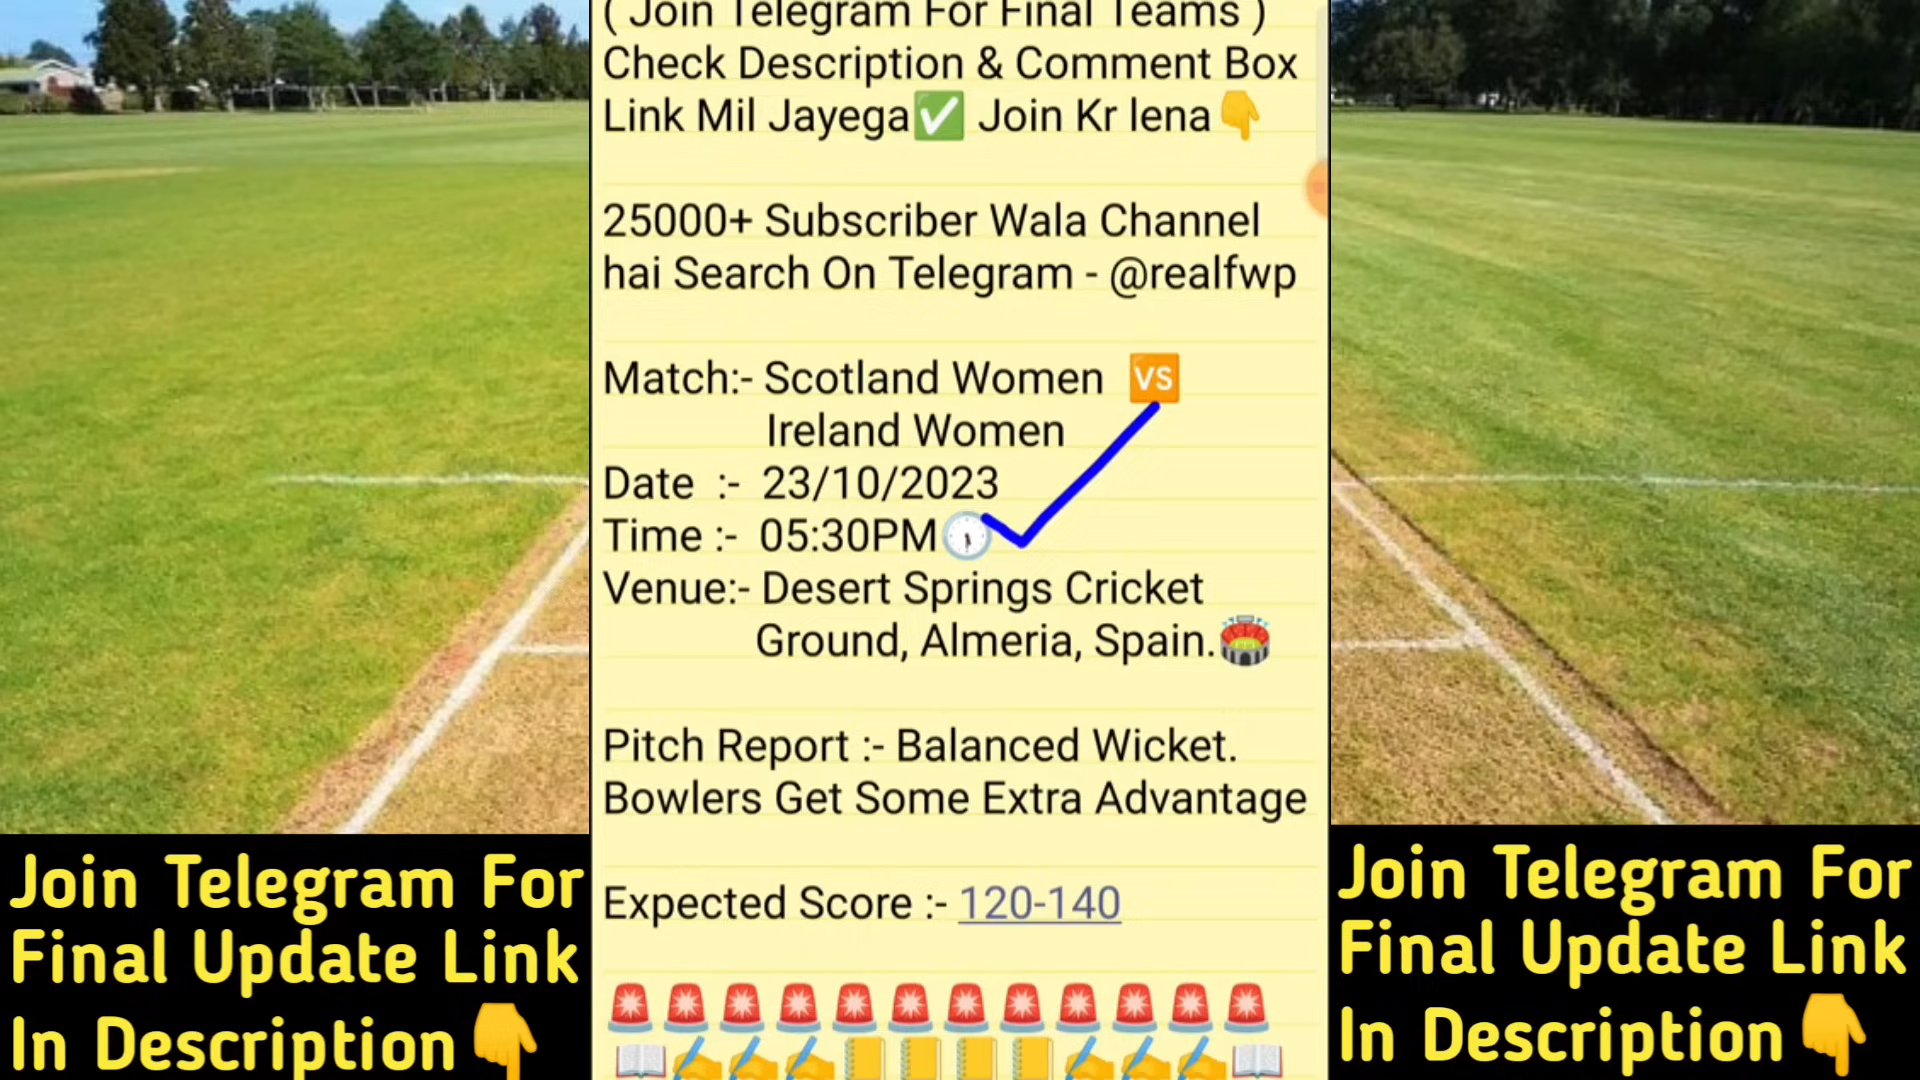 ( Join Telegram For Final Teams )
Check Description & Comment Box
Link Mil Jayega✅ Join Kr lena👇
25000+ Subscriber Wala Channel
hai Search On Telegram - @realfwp
Match:- Scotland Women 🆚
Ireland Women
Date :- 23/10/2023
Time :- 05:30PM🕠
Venue:- Desert Springs Cricket
Ground, Almeria, Spain.🏟️
Pitch Report :- Balanced Wicket.
Bowlers Get Some Extra Advantage
Expected Score :- 120-140
🚨🚨🚨🚨🚨🚨🚨🚨🚨🚨🚨🚨
📖✍️✍️✍️📒📒📒📒✍️✍️✍️📖
Join Telegram For
Final Update Link
In Description👇
Join Telegram For
Final Update Link
In Description👇